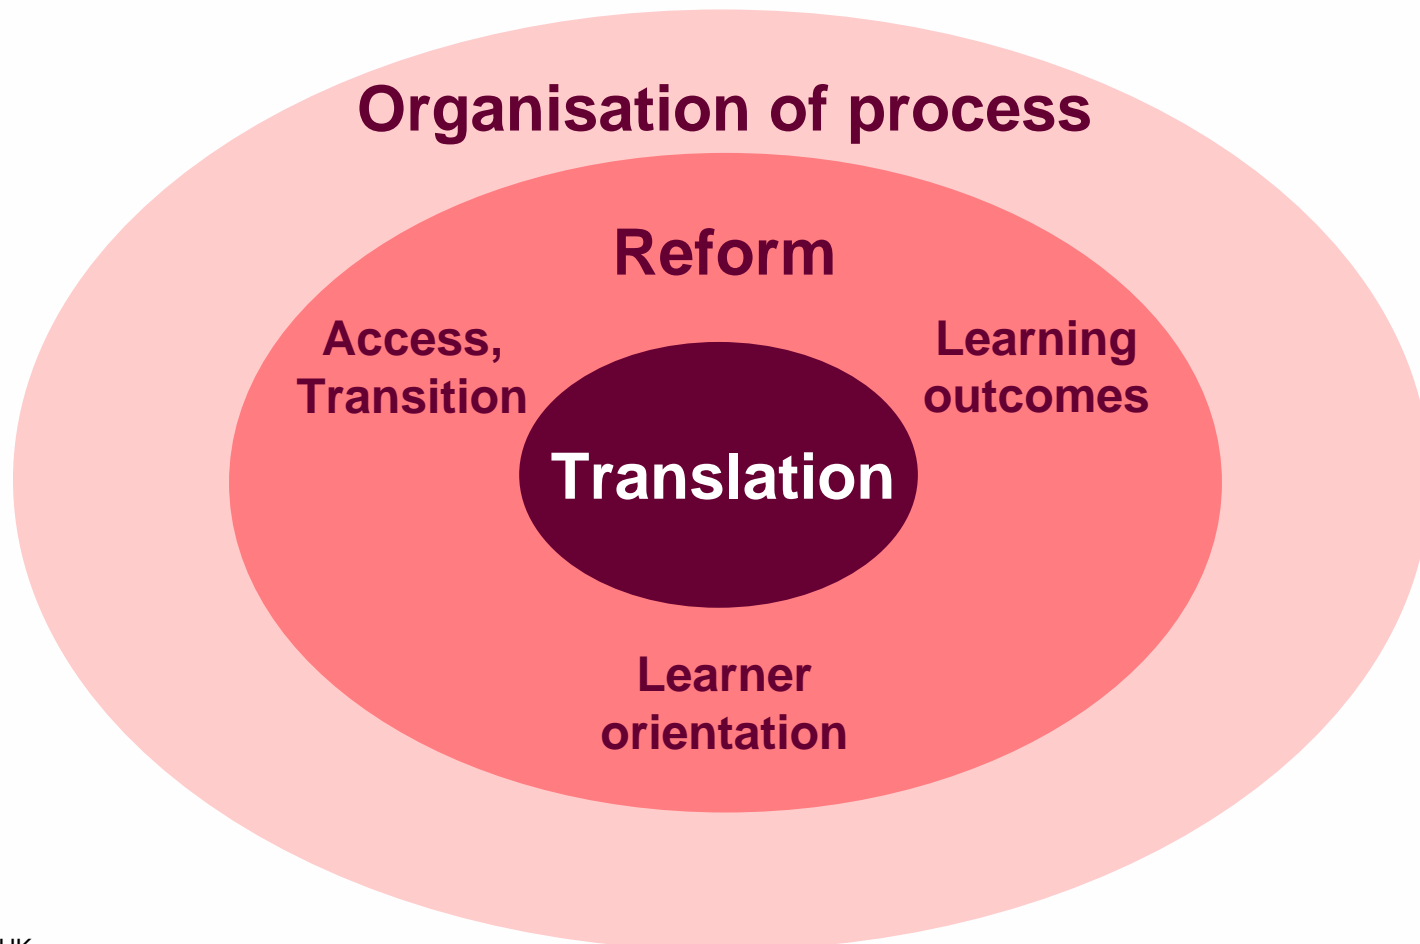 Organisation of process
Reform
Access,
Transition
Learning
outcomes
Translation
Learner
orientation